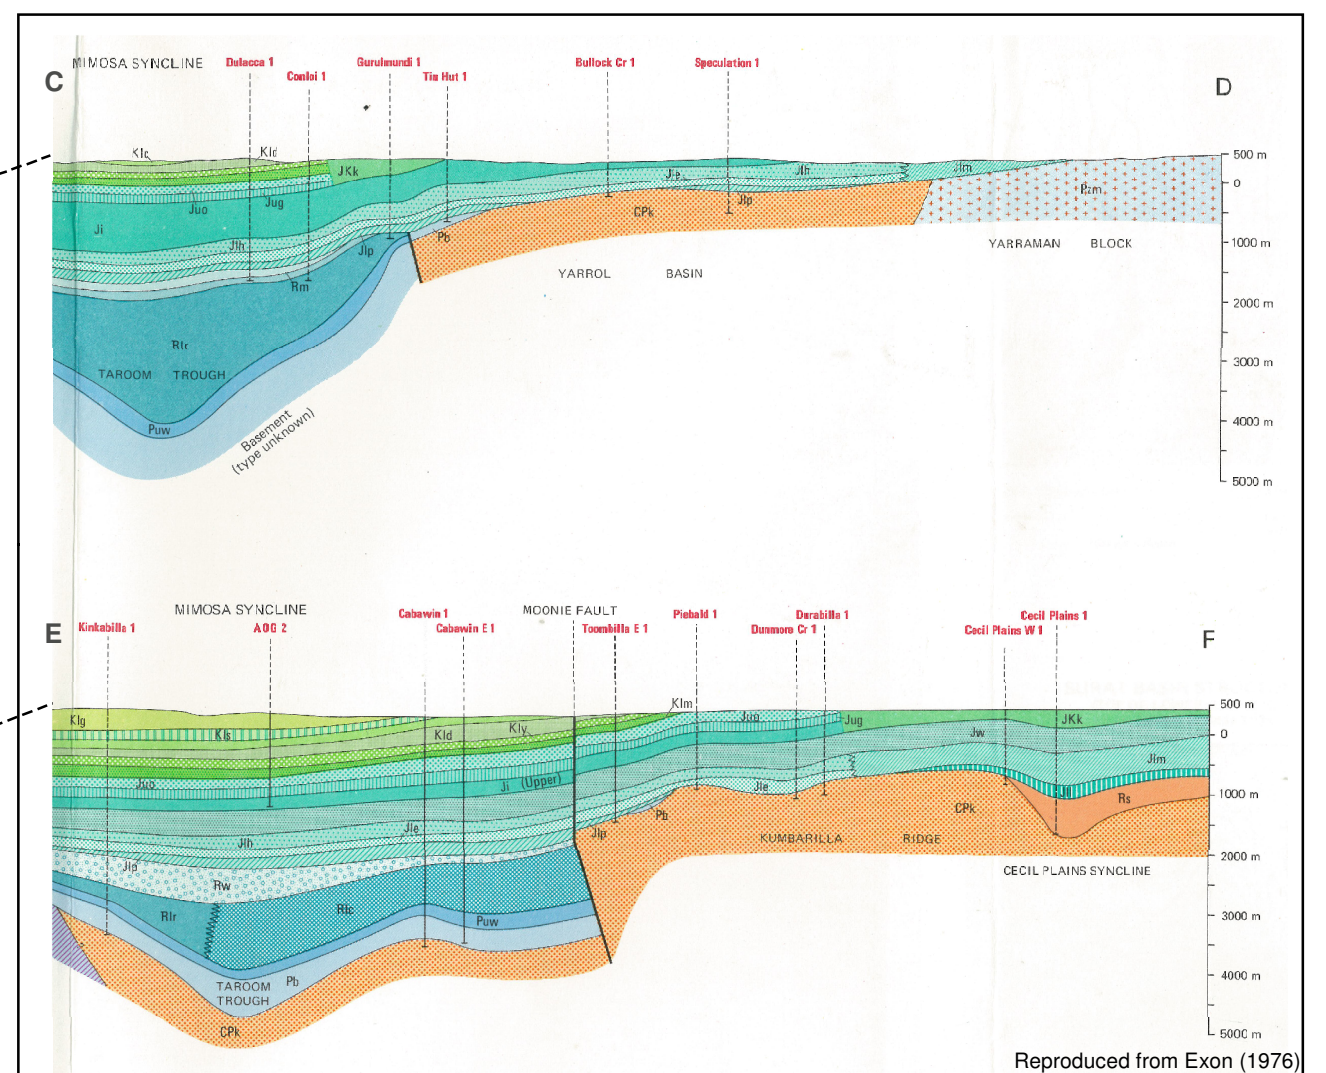 C
MIMOSA SYNCLINE
Dulacca 1
Conloi 1
Gurulmundi 1
Tin Hut 1
Bullock Cr 1
Speculation 1
D
Klc
Kld
JKk
Juo
Jug
Ji
Jlh
Jlp
Rm
Pb
Jle
Jlh
Jlm
Jlp
CPk
Pzm
YARROL BASIN
YARRAMAN BLOCK
Rlr
TAROOM TROUGH
Puw
Basement
(type unknown)
500 m
0
1000 m
2000 m
3000 m
4000 m
5000 m
E
MIMOSA SYNCLINE
Kinkabilla 1
AOG 2
Cabawin 1
Cabawin E 1
MOONIE FAULT
Toombilla E 1
Piebald 1
Dunmore Cr 1
Durabilla 1
Cecil Plains W 1
Cecil Plains 1
F
Klg
Kls
Kld
Kly
Klm
Juo
Jug
JKk
Jw
Jlm
Juo
Ji (Upper)
Jle
Jlh
Jle
Jlp
Pb
Jll
Rs
Jlp
Rw
Rlr
Rlc
Puw
CPk
KUMBARILLA RIDGE
CECIL PLAINS SYNCLINE
TAROOM
TROUGH
Pb
CPk
500 m
0
1000 m
2000 m
3000 m
4000 m
5000 m
Reproduced from Exon (1976)